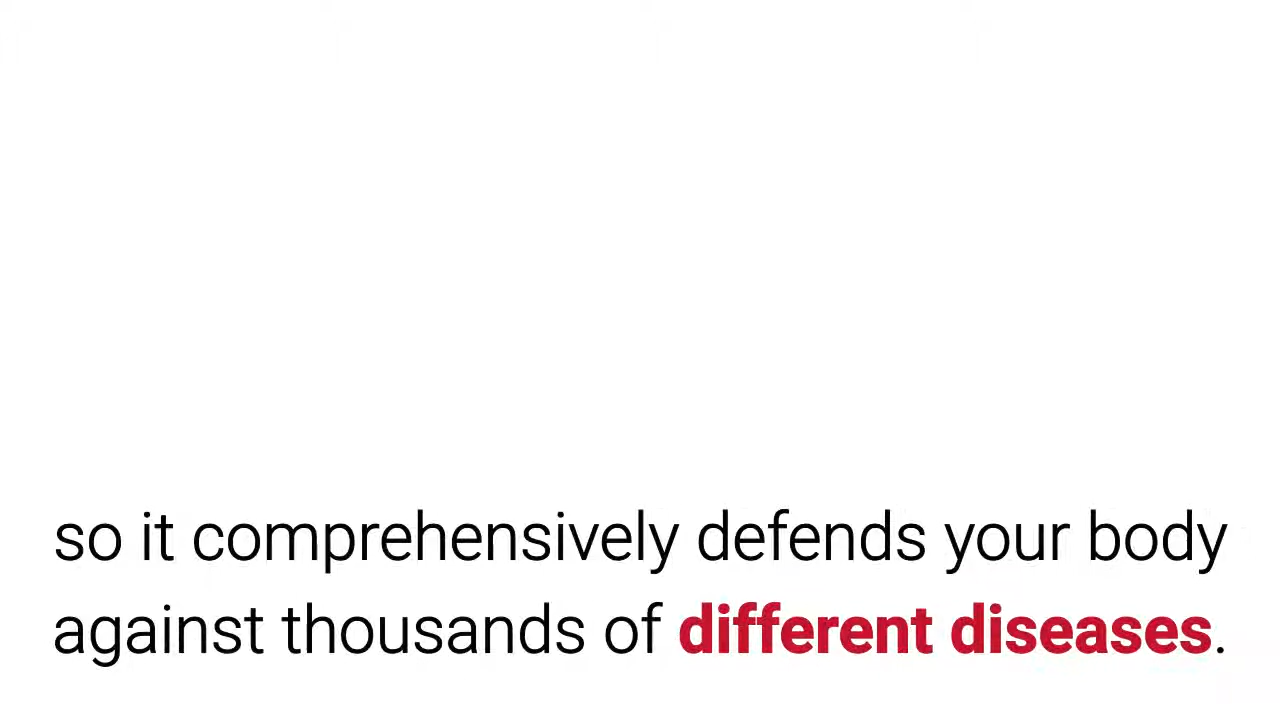 so it comprehensively defends your body
against thousands of different diseases.